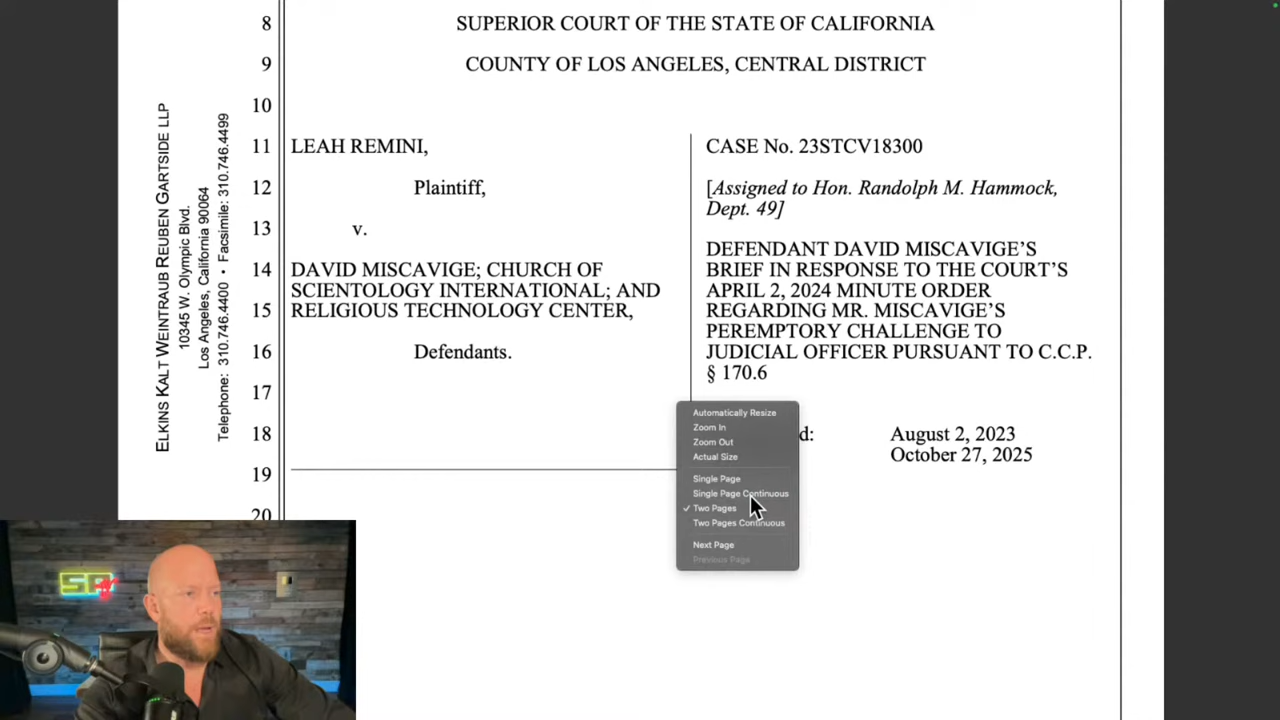 8
SUPERIOR COURT OF THE STATE OF CALIFORNIA
9
COUNTY OF LOS ANGELES, CENTRAL DISTRICT
10
ELKINS KALT WEINTRAUB REUBEN GARTSIDE LLP
10345 W. Olympic Blvd.
Los Angeles, California 90064
Telephone: 310.746.4400 • Facsimile: 310.746.4499
11
LEAH REMINI,
12
Plaintiff,
13
v.
14
DAVID MISCAVIGE; CHURCH OF
SCIENTOLOGY INTERNATIONAL; AND
15
RELIGIOUS TECHNOLOGY CENTER,
16
Defendants.
17
18
19
20
CASE No. 23STCV18300
[Assigned to Hon. Randolph M. Hammock,
Dept. 49]
DEFENDANT DAVID MISCAVIGE'S
BRIEF IN RESPONSE TO THE COURT'S
APRIL 2, 2024 MINUTE ORDER
REGARDING MR. MISCAVIGE'S
PEREMPTORY CHALLENGE TO
JUDICIAL OFFICER PURSUANT TO C.C.P.
§ 170.6
d: August 2, 2023
October 27, 2025
Automatically Resize
Zoom In
Zoom Out
Actual Size
Single Page
Single Page Continuous
✓ Two Pages
Two Pages Continuous
Next Page
Previous Page
SP